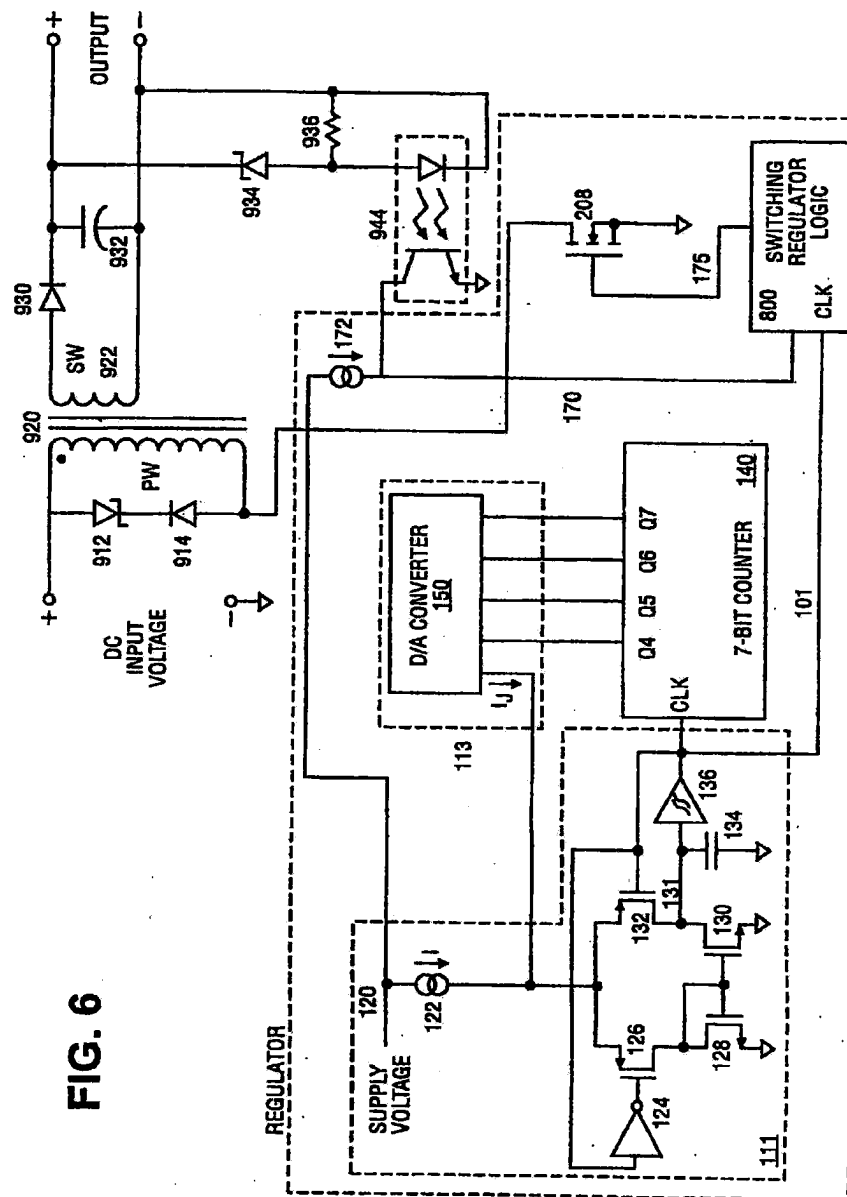 FIG. 6
920
+
DC
INPUT
VOLTAGE
-
912
914
PW
SW
922
930
932
934
936
944
+
-
OUTPUT
REGULATOR
SUPPLY
VOLTAGE
120
122
I
113
D/A CONVERTER
150
IJ
172
170
208
175
SWITCHING
REGULATOR
LOGIC
800
CLK
Q4 Q5 Q6 Q7
CLK
7-BIT COUNTER
140
101
124
126
128
130
131
132
134
136
111